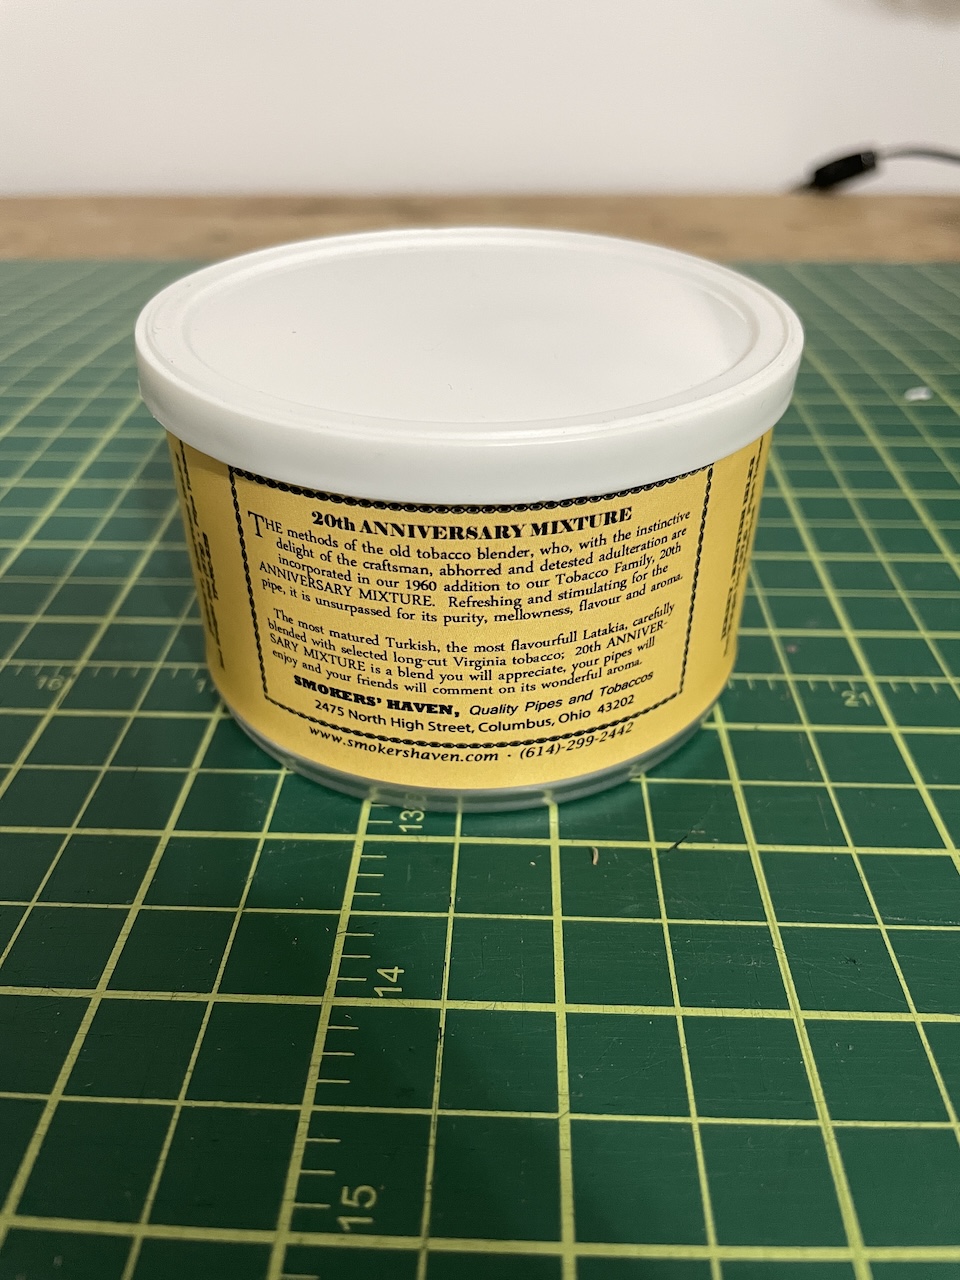 20th ANNIVERSARY MIXTURE
THE methods of the old tobacco blender, who, with the instinctive
delight of the craftsman, abhorred and detested adulteration are
incorporated in our 1960 addition to our Tobacco Family, 20th
ANNIVERSARY MIXTURE. Refreshing and stimulating for the
pipe, it is unsurpassed for its purity, mellowness, flavour and aroma.
The most matured Turkish, the most flavourfull Latakia, carefully
blended with selected long-cut Virginia tobacco; 20th ANNIVER-
SARY MIXTURE is a blend you will appreciate, your pipes will
enjoy and your friends will comment on its wonderful aroma.
SMOKERS' HAVEN, Quality Pipes and Tobaccos
2475 North High Street, Columbus, Ohio 43202
www.smokershaven.com · (614)-299-2442
21
13
14
15